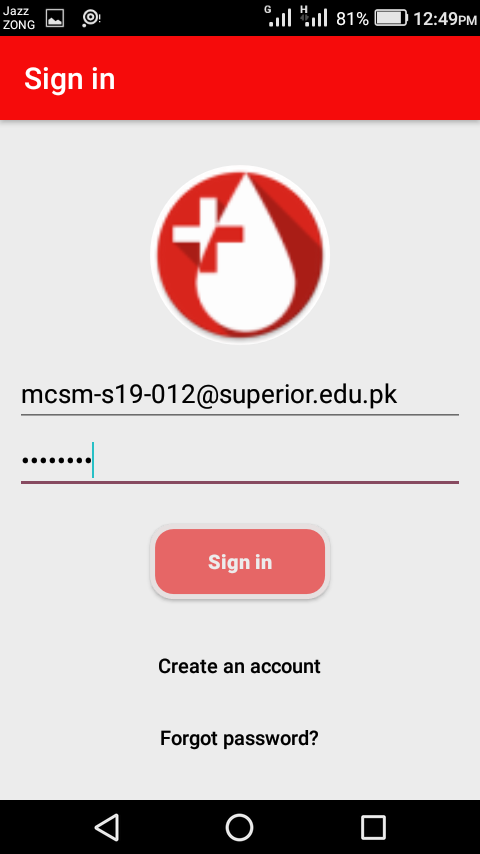 Jazz
ZONG
G
H
81%
12:49PM
Sign in
mcsm-s19-012@superior.edu.pk
••••••••
Sign in
Create an account
Forgot password?